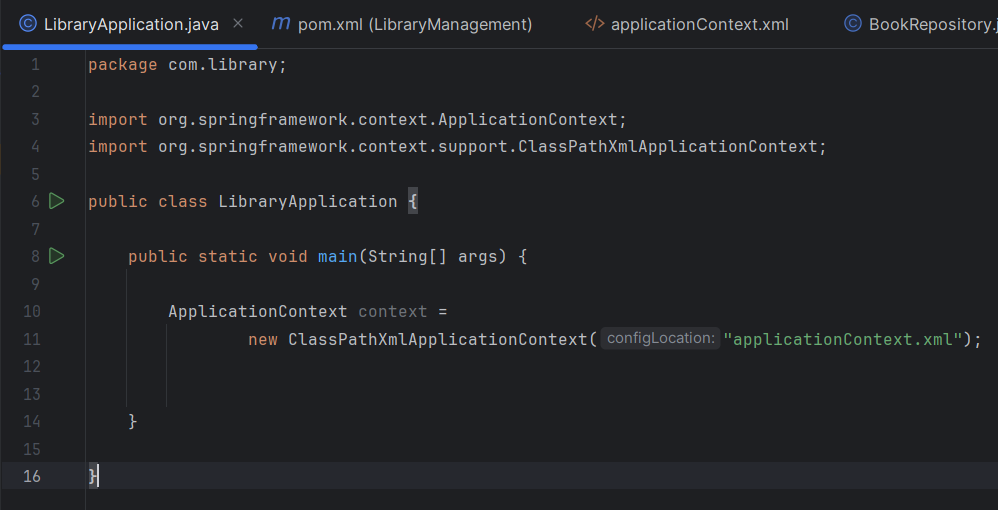 LibraryApplication.java
pom.xml (LibraryManagement)
applicationContext.xml
BookRepository.j
1 package com.library;
2
3 import org.springframework.context.ApplicationContext;
4 import org.springframework.context.support.ClassPathXmlApplicationContext;
5
6 public class LibraryApplication {
7
8 public static void main(String[] args) {
9
10 ApplicationContext context =
11 new ClassPathXmlApplicationContext( configLocation: "applicationContext.xml");
12
13
14 }
15
16 }